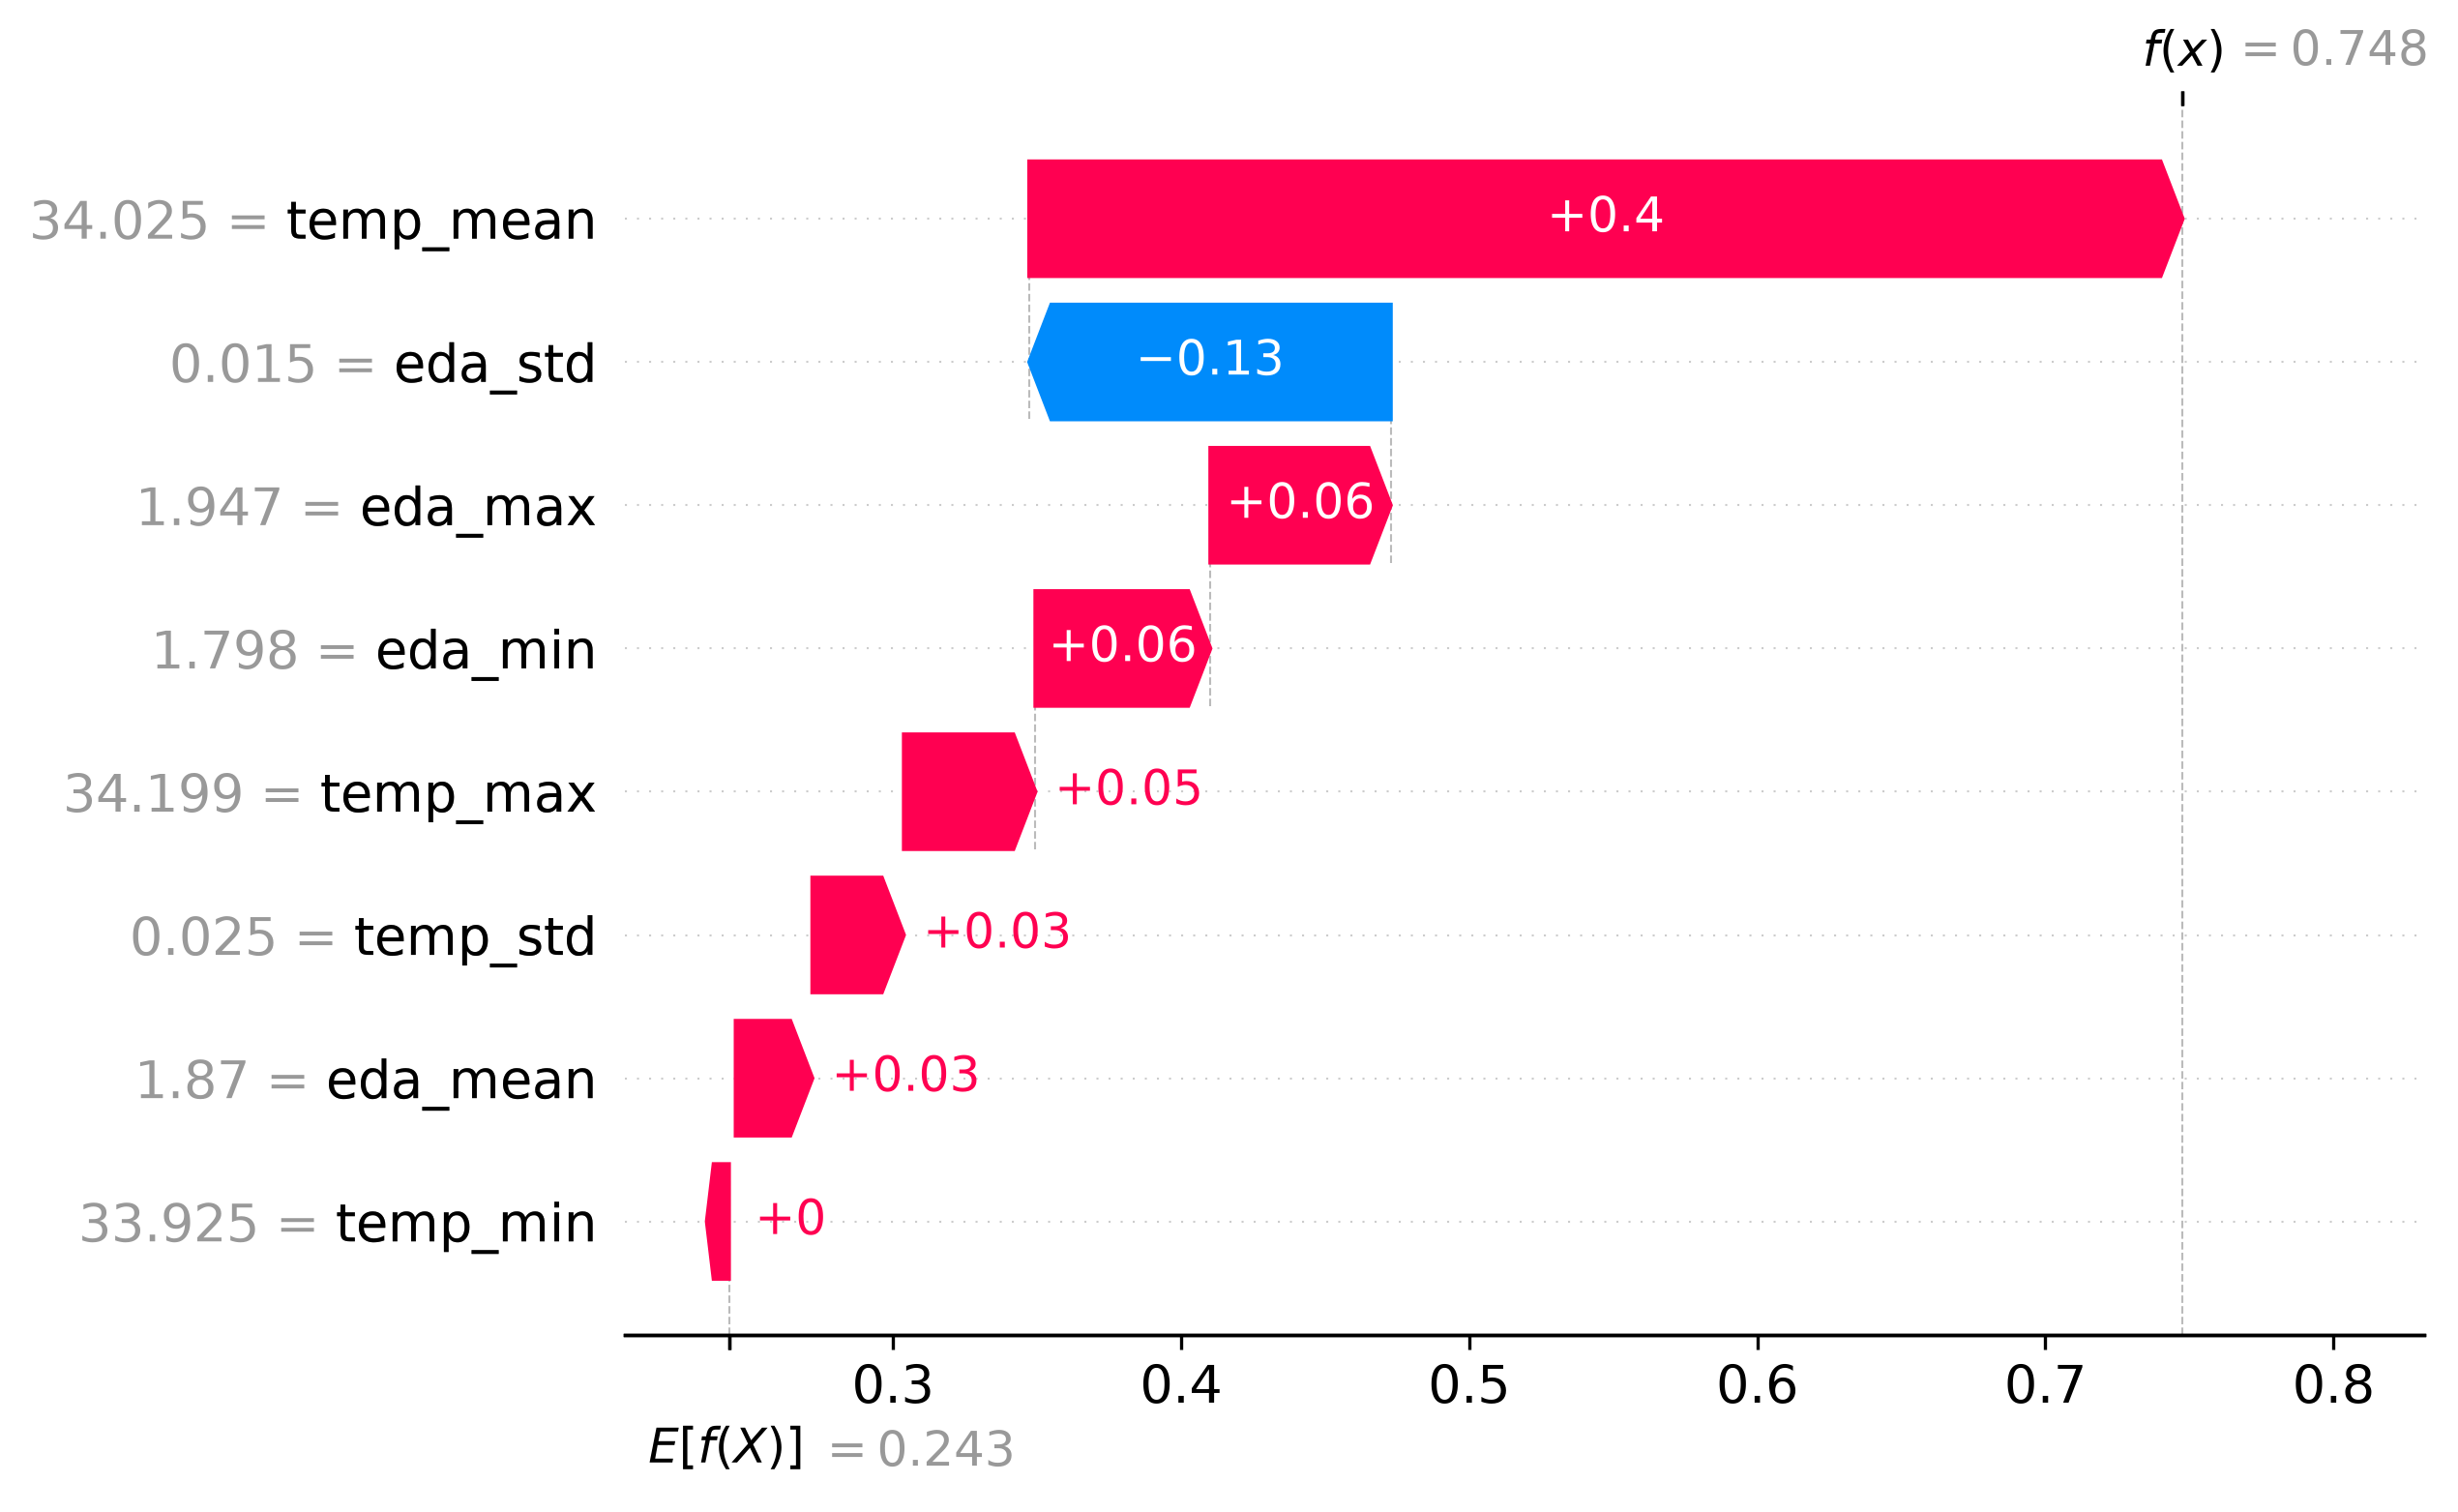 f(x) = 0.748
34.025 = temp_mean +0.4
0.015 = eda_std −0.13
1.947 = eda_max +0.06
1.798 = eda_min +0.06
34.199 = temp_max +0.05
0.025 = temp_std +0.03
1.87 = eda_mean +0.03
33.925 = temp_min +0
0.3 0.4 0.5 0.6 0.7 0.8
E[f(X)] = 0.243